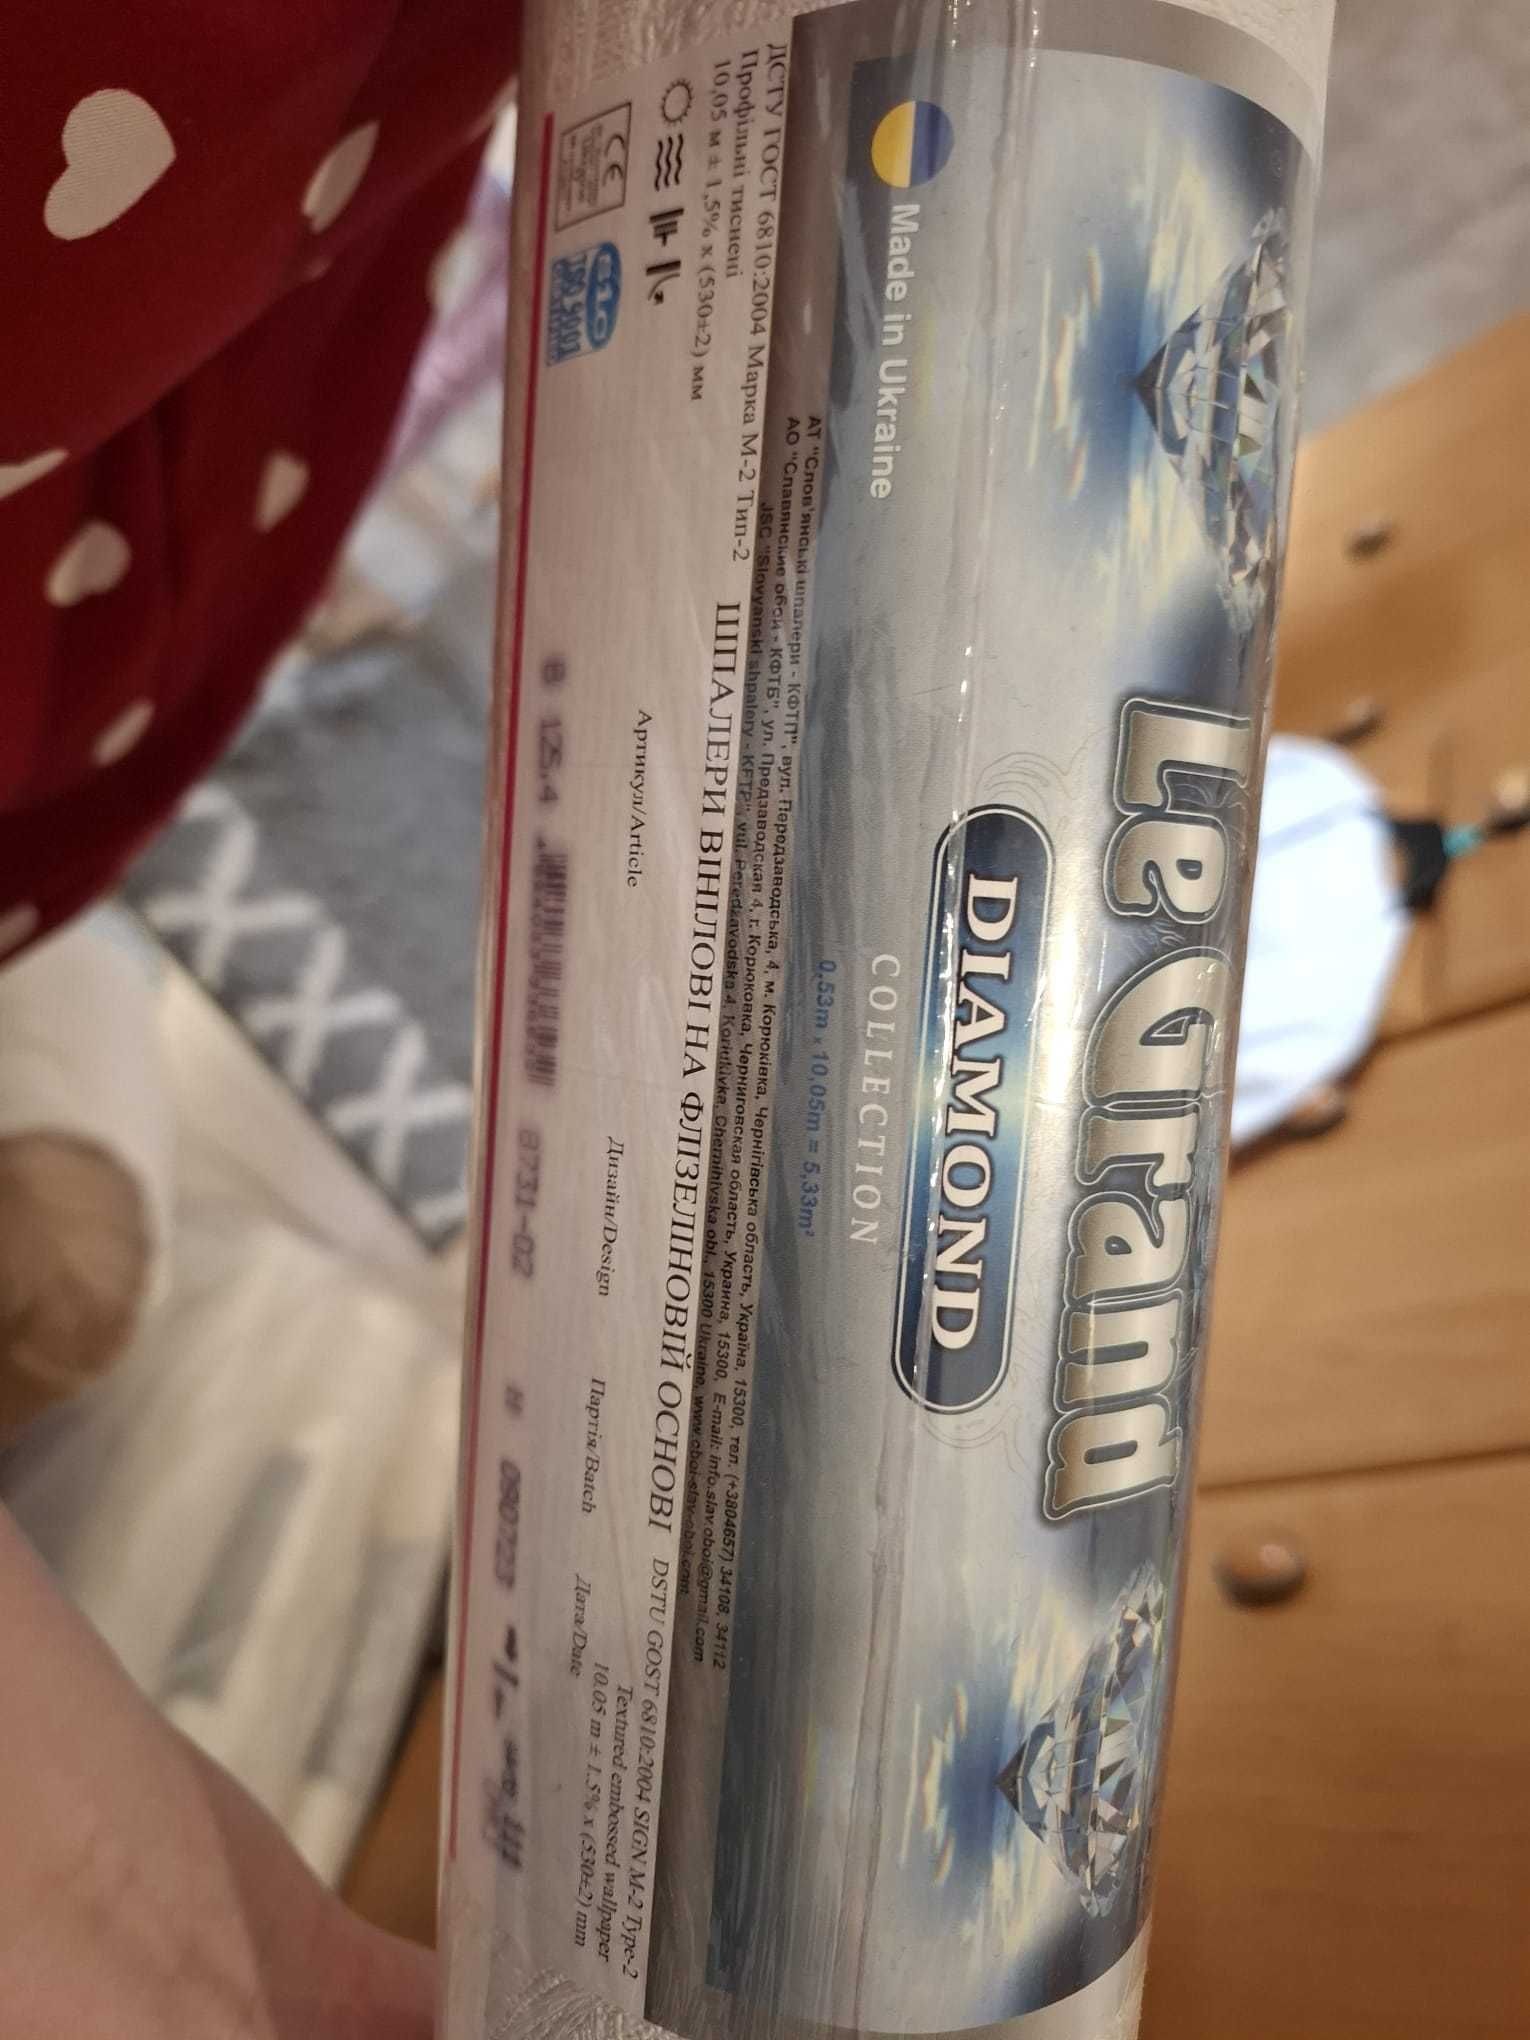 Le Grand
DIAMOND
COLLECTION
Made in Ukraine
0,53m x 10,05m = 5,33m²
АТ "Слов'янські шпалери - КФТП", вул. Передзаводська, 4, м. Корюківка, Чернігівська область, Україна, 15300, тел. (+3804657) 34108, 34112
АО "Славянские обои - КФТБ", ул. Предзаводская 4, г. Корюковка, Черниговская область, Украина, 15300, E-mail: info.slav.oboi@gmail.com
JSC "Slovyanski shpalery - KFTP", vul. Peredzavodska 4, Koriukivka, Chernihivska obl., 15300 Ukraine, www.oboi-slav-oboi.com
ДСТУ ГОСТ 6810:2004 Марка М-2 Тип-2
Профільні тиснені
10,05 м ± 1,5% х (530±2) мм
ШПАЛЕРИ ВІНІЛОВІ НА ФЛІЗЕЛІНОВІЙ ОСНОВІ
DSTU GOST 6810:2004 SIGN M-2 Type-2
Textured embossed wallpaper
10.05 m ± 1.5% x (530±2) mm
CE
ISO 9001
Артикул/Article
Дизайн/Design
Партія/Batch
Дата/Date
B 125,4
8731-02
090723